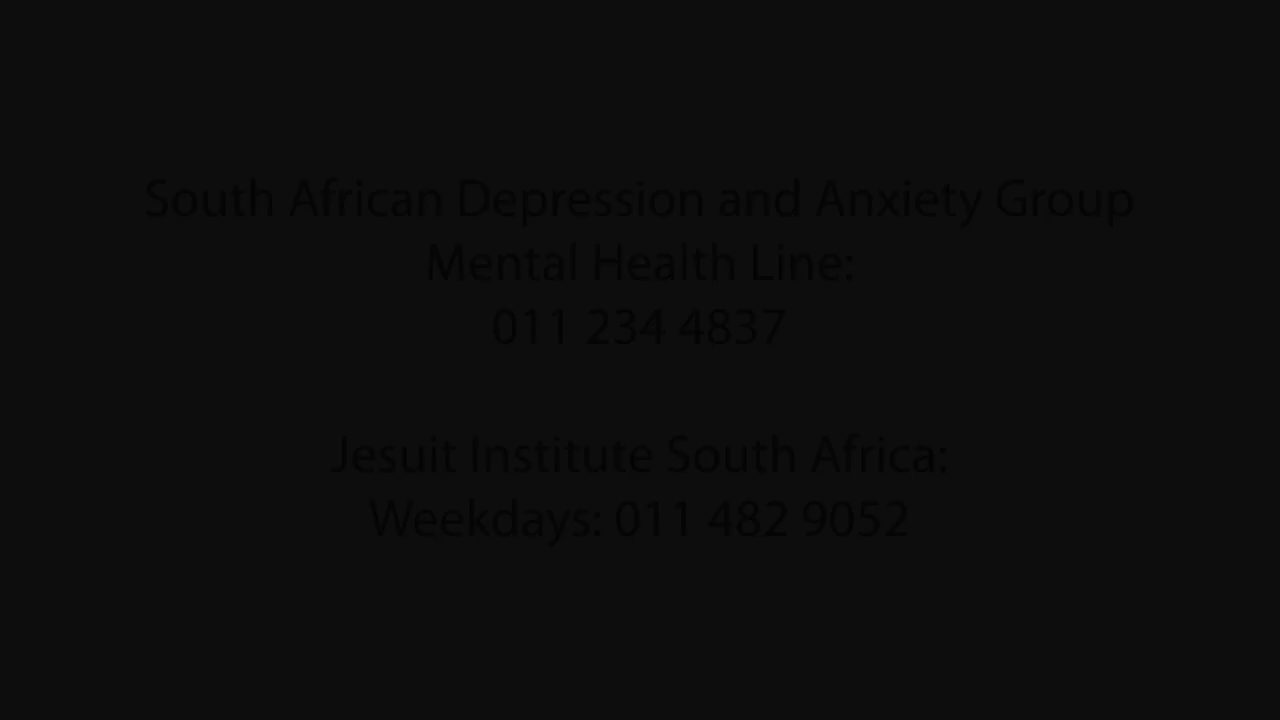 South African Depression and Anxiety Group
Mental Health Line:
011 234 4837
Jesuit Institute South Africa:
Weekdays: 011 482 9052